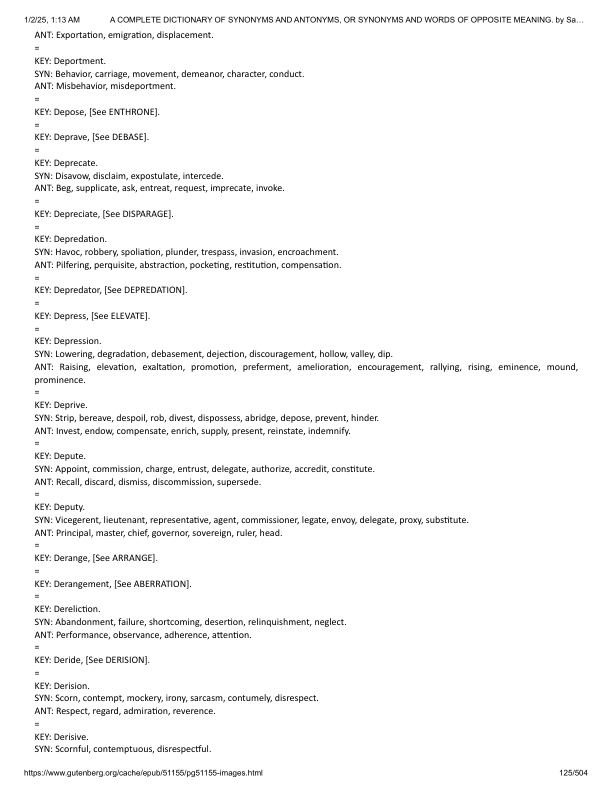 1/2/25, 1:13 AM A COMPLETE DICTIONARY OF SYNONYMS AND ANTONYMS, OR SYNONYMS AND WORDS OF OPPOSITE MEANING. by Sa…
ANT: Exportation, emigration, displacement.
=
KEY: Deportment.
SYN: Behavior, carriage, movement, demeanor, character, conduct.
ANT: Misbehavior, misdeportment.
=
KEY: Depose, [See ENTHRONE].
=
KEY: Deprave, [See DEBASE].
=
KEY: Deprecate.
SYN: Disavow, disclaim, expostulate, intercede.
ANT: Beg, supplicate, ask, entreat, request, imprecate, invoke.
=
KEY: Depreciate, [See DISPARAGE].
=
KEY: Depredation.
SYN: Havoc, robbery, spoliation, plunder, trespass, invasion, encroachment.
ANT: Pilfering, perquisite, abstraction, pocketing, restitution, compensation.
=
KEY: Depredator, [See DEPREDATION].
=
KEY: Depress, [See ELEVATE].
=
KEY: Depression.
SYN: Lowering, degradation, debasement, dejection, discouragement, hollow, valley, dip.
ANT: Raising, elevation, exaltation, promotion, preferment, amelioration, encouragement, rallying, rising, eminence, mound,
prominence.
=
KEY: Deprive.
SYN: Strip, bereave, despoil, rob, divest, dispossess, abridge, depose, prevent, hinder.
ANT: Invest, endow, compensate, enrich, supply, present, reinstate, indemnify.
=
KEY: Depute.
SYN: Appoint, commission, charge, entrust, delegate, authorize, accredit, constitute.
ANT: Recall, discard, dismiss, discommission, supersede.
=
KEY: Deputy.
SYN: Vicegerent, lieutenant, representative, agent, commissioner, legate, envoy, delegate, proxy, substitute.
ANT: Principal, master, chief, governor, sovereign, ruler, head.
=
KEY: Derange, [See ARRANGE].
=
KEY: Derangement, [See ABERRATION].
=
KEY: Dereliction.
SYN: Abandonment, failure, shortcoming, desertion, relinquishment, neglect.
ANT: Performance, observance, adherence, attention.
=
KEY: Deride, [See DERISION].
=
KEY: Derision.
SYN: Scorn, contempt, mockery, irony, sarcasm, contumely, disrespect.
ANT: Respect, regard, admiration, reverence.
=
KEY: Derisive.
SYN: Scornful, contemptuous, disrespectful.
https://www.gutenberg.org/cache/epub/51155/pg51155-images.html 125/504